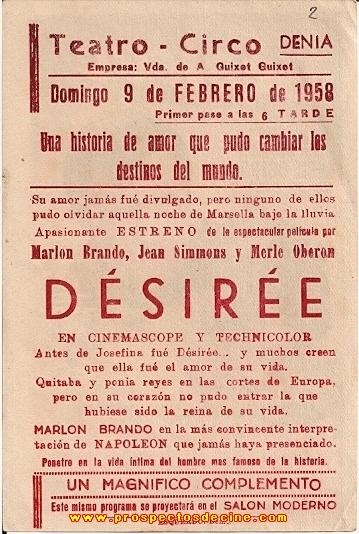 2
Teatro - Circo DENIA
Empresa: Vda. de A Guixot Guixot
Domingo 9 de FEBRERO de 1958
Primer pase a las 6 TARDE
Una historia de amor que pudo cambiar los
destinos del mundo.
Su amor jamás fué divulgado, pero ninguno de ellos
pudo olvidar aquella noche de Marsella bajo la lluvia
Apasionante ESTRENO de la espectacular película por
Marlon Brando, Jean Simmons y Merle Oberon
DÉSIRÉE
EN CINEMASCOPE Y TECHNICOLOR
Antes de Josefina fué Désirée... y muchos creen
que ella fué el amor de su vida.
Quitaba y ponia reyes en las cortes de Europa,
pero en su corazón no pudo entrar la que
hubiese sido la reina de su vida.
MARLON BRANDO en la más convincente interpre-
tación de NAPOLEON que jamás haya presenciado.
Penetre en la vida íntima del hombre mas famoso de la historia.
UN MAGNIFICO COMPLEMENTO
Este mismo programa se proyectará en el SALON MODERNO
www.prospectosdecine.com